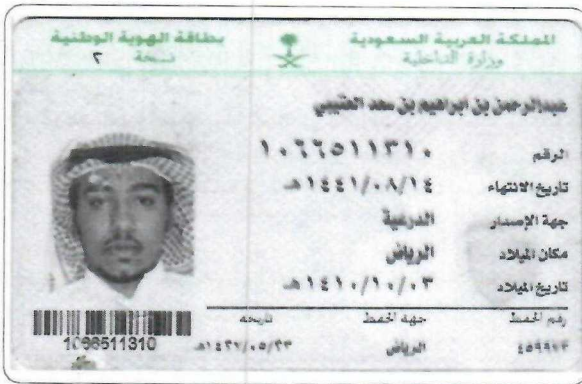 المملكة العربية السعودية
وزارة الداخلية
بطاقة الهوية الوطنية
نسخة ٢
عبدالرحمن بن ابراهيم بن سعد العتيبي
الرقم ١٠٦٦٥١١٣١٠
تاريخ الانتهاء ١٤٤١/٠٨/١٤هـ
جهة الإصدار الدرعية
مكان الميلاد الرياض
تاريخ الميلاد ١٤١٠/١٠/٠٣هـ
رقم الحفظ جهة الحفظ تاريخه
الرياض
1066511310